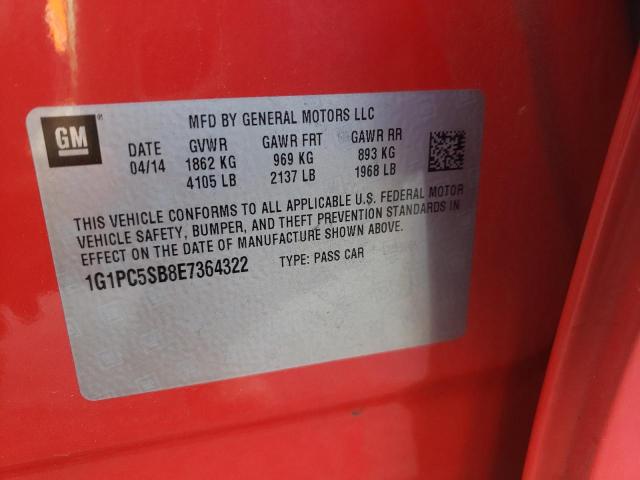 GM
MFD BY GENERAL MOTORS LLC
DATE GVWR GAWR FRT GAWR RR
04/14 1862 KG 969 KG 893 KG
4105 LB 2137 LB 1968 LB
THIS VEHICLE CONFORMS TO ALL APPLICABLE U.S. FEDERAL MOTOR
VEHICLE SAFETY, BUMPER, AND THEFT PREVENTION STANDARDS IN
EFFECT ON THE DATE OF MANUFACTURE SHOWN ABOVE.
1G1PC5SB8E7364322 TYPE: PASS CAR